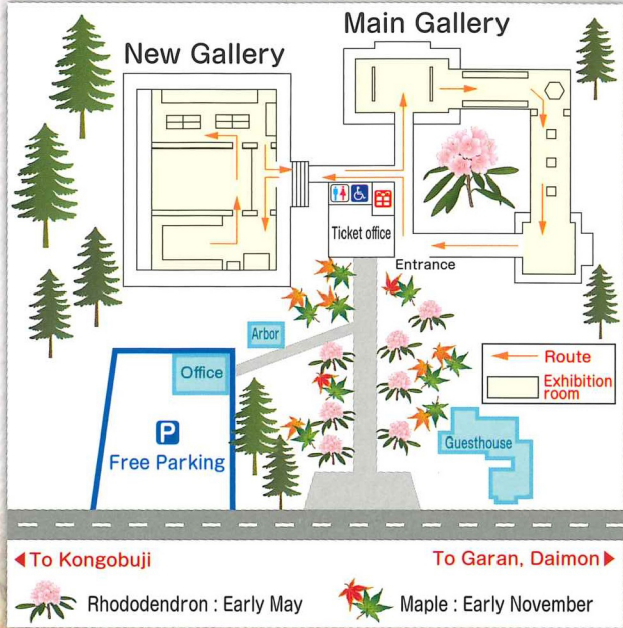 Main Gallery
New Gallery
Ticket office
Entrance
Arbor
Office
P
Free Parking
Route
Exhibition
room
Guesthouse
◀To Kongobuji
To Garan, Daimon▶
Rhododendron : Early May
Maple : Early November